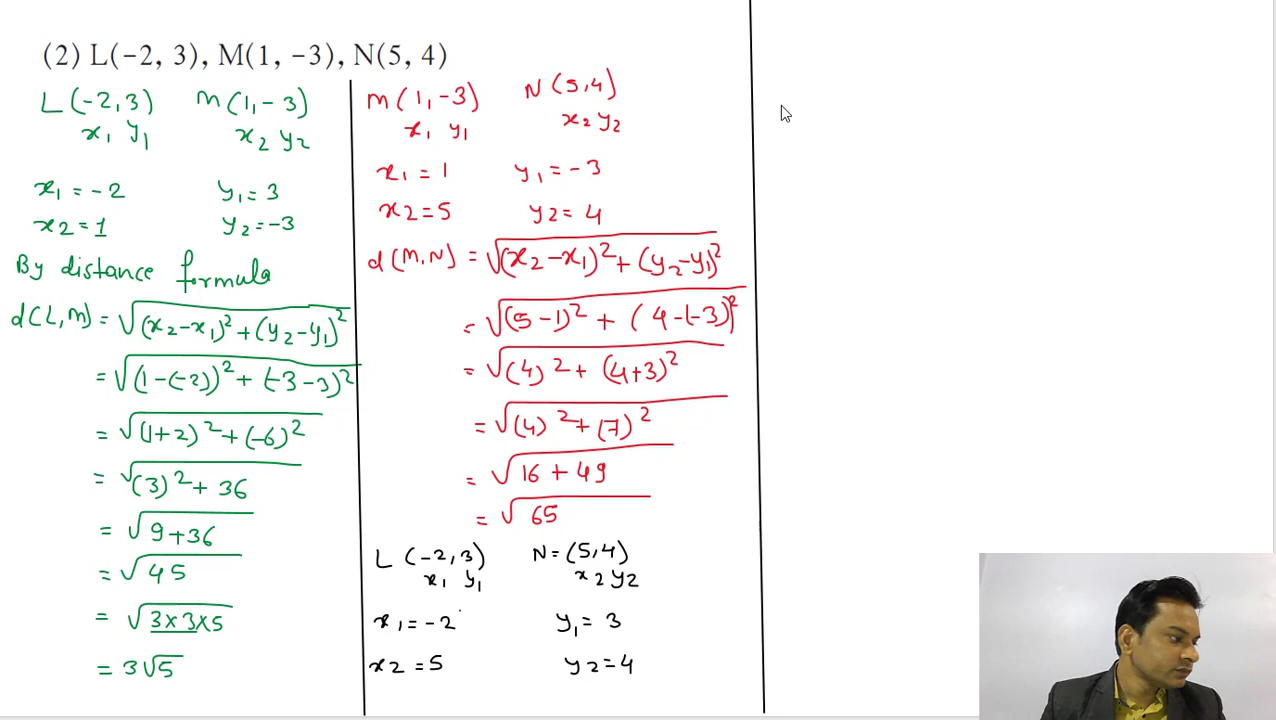 (2) L(−2, 3), M(1, −3), N(5, 4)
L (-2,3) M (1,-3)
x₁ y₁ x₂ y₂
x₁ = -2 y₁ = 3
x₂ = 1 y₂ = -3
By distance formula
d(L,M) = √(x₂-x₁)²+(y₂-y₁)²
= √(1-(-2))²+(-3-3)²
= √(1+2)²+(-6)²
= √(3)²+36
= √9+36
= √45
= √3×3×5
= 3√5
M (1,-3) N (5,4)
x₁ y₁ x₂ y₂
x₁ = 1 y₁ = -3
x₂ = 5 y₂ = 4
d(M,N) = √(x₂-x₁)²+(y₂-y₁)²
= √(5-1)²+(4-(-3)²
= √(4)²+(4+3)²
= √(4)²+(7)²
= √16+49
= √65
L (-2,3) N = (5,4)
x₁ y₁ x₂ y₂
x₁ = -2 y₁ = 3
x₂ = 5 y₂ = 4